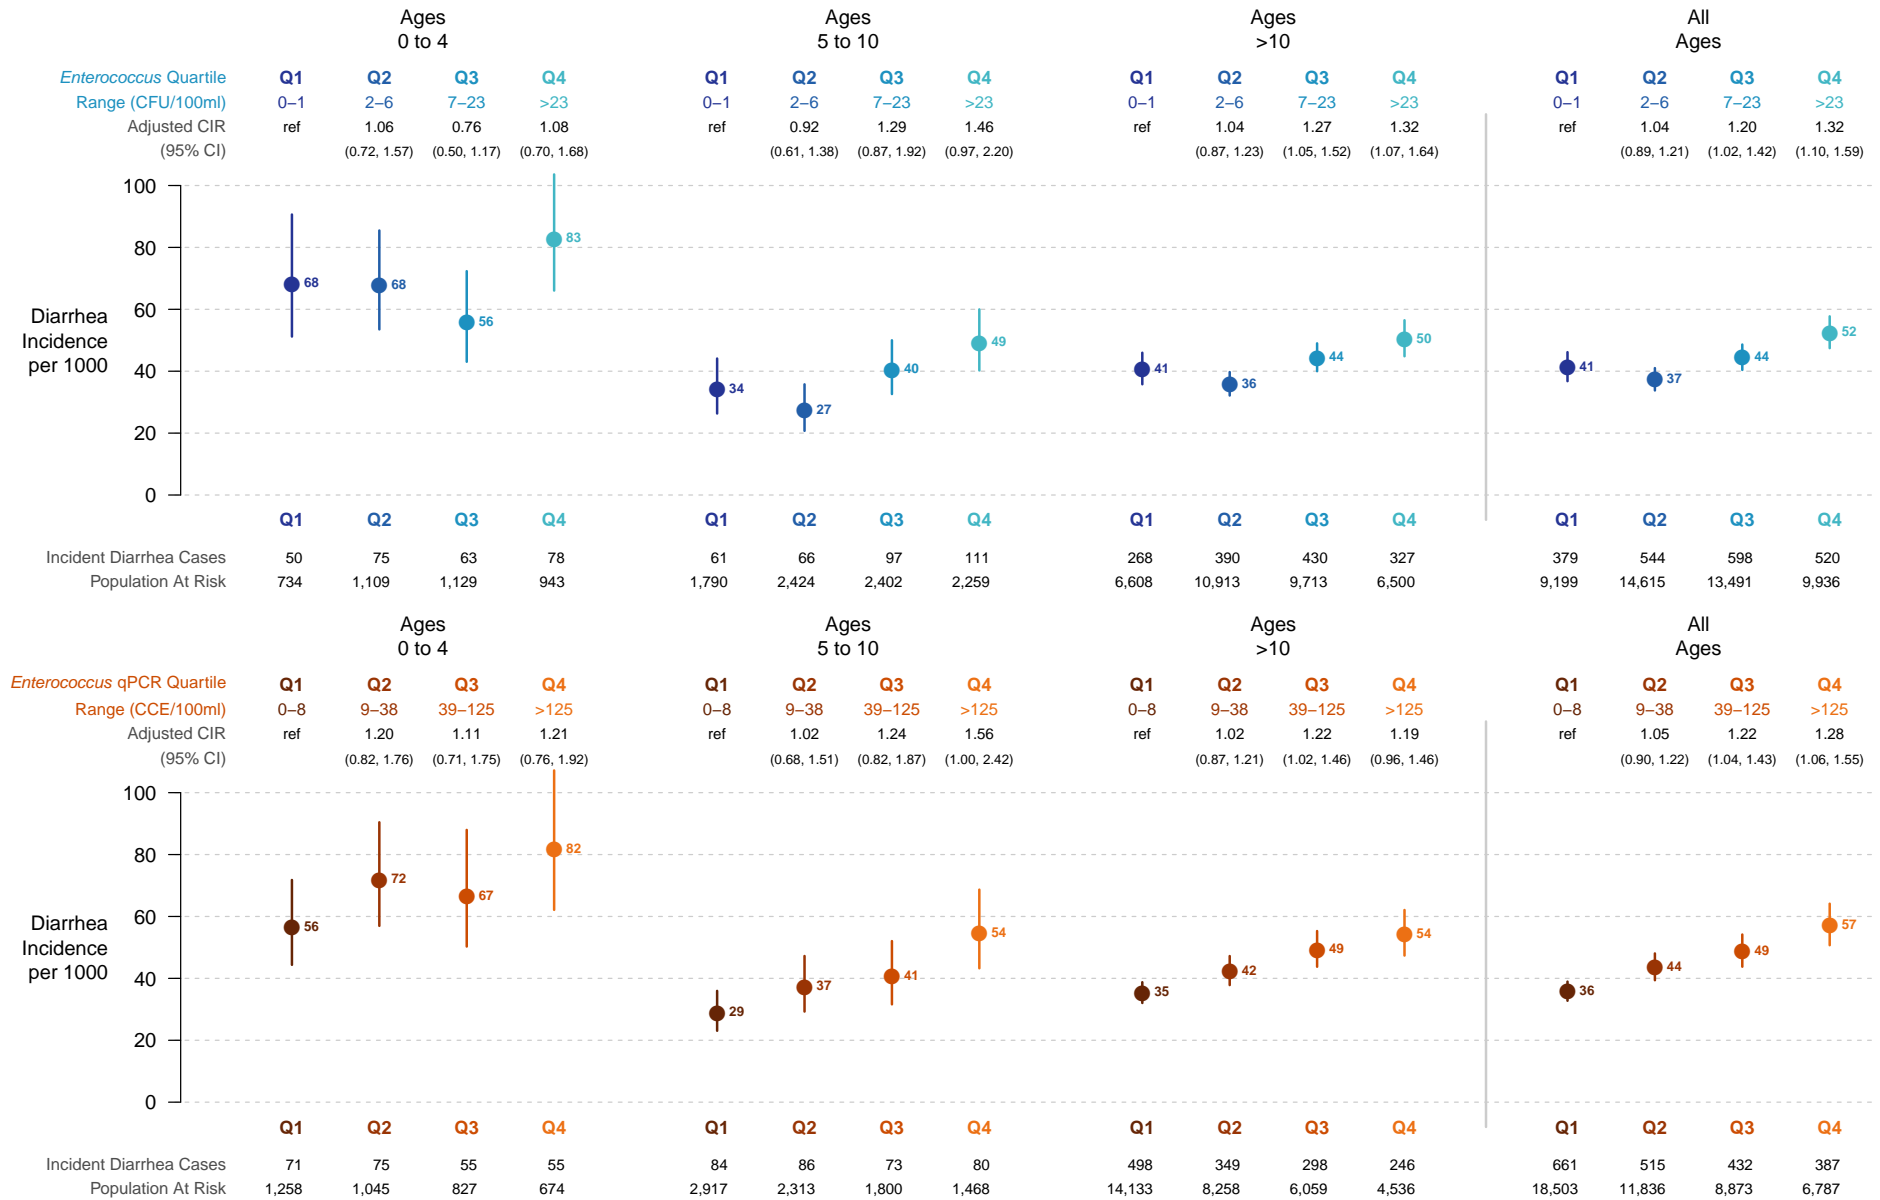 Ages Ages Ages All
0 to 4 5 to 10 >10 Ages
Enterococcus Quartile Q1 Q2 Q3 Q4 Q1 Q2 Q3 Q4 Q1 Q2 Q3 Q4 Q1 Q2 Q3 Q4
Range (CFU/100ml) 0–1 2–6 7–23 >23 0–1 2–6 7–23 >23 0–1 2–6 7–23 >23 0–1 2–6 7–23 >23
Adjusted CIR ref 1.06 0.76 1.08 ref 0.92 1.29 1.46 ref 1.04 1.27 1.32 ref 1.04 1.20 1.32
(95% CI) (0.72, 1.57) (0.50, 1.17) (0.70, 1.68) (0.61, 1.38) (0.87, 1.92) (0.97, 2.20) (0.87, 1.23) (1.05, 1.52) (1.07, 1.64) (0.89, 1.21) (1.02, 1.42) (1.10, 1.59)
100
80
60
40
20
0
Diarrhea
Incidence
per 1000
68 68 56 83 34 27 40 49 41 36 44 50 41 37 44 52
Q1 Q2 Q3 Q4 Q1 Q2 Q3 Q4 Q1 Q2 Q3 Q4 Q1 Q2 Q3 Q4
Incident Diarrhea Cases 50 75 63 78 61 66 97 111 268 390 430 327 379 544 598 520
Population At Risk 734 1,109 1,129 943 1,790 2,424 2,402 2,259 6,608 10,913 9,713 6,500 9,199 14,615 13,491 9,936
Ages Ages Ages All
0 to 4 5 to 10 >10 Ages
Enterococcus qPCR Quartile Q1 Q2 Q3 Q4 Q1 Q2 Q3 Q4 Q1 Q2 Q3 Q4 Q1 Q2 Q3 Q4
Range (CCE/100ml) 0–8 9–38 39–125 >125 0–8 9–38 39–125 >125 0–8 9–38 39–125 >125 0–8 9–38 39–125 >125
Adjusted CIR ref 1.20 1.11 1.21 ref 1.02 1.24 1.56 ref 1.02 1.22 1.19 ref 1.05 1.22 1.28
(95% CI) (0.82, 1.76) (0.71, 1.75) (0.76, 1.92) (0.68, 1.51) (0.82, 1.87) (1.00, 2.42) (0.87, 1.21) (1.02, 1.46) (0.96, 1.46) (0.90, 1.22) (1.04, 1.43) (1.06, 1.55)
100
80
60
40
20
0
Diarrhea
Incidence
per 1000
56 72 67 82 29 37 41 54 35 42 49 54 36 44 49 57
Q1 Q2 Q3 Q4 Q1 Q2 Q3 Q4 Q1 Q2 Q3 Q4 Q1 Q2 Q3 Q4
Incident Diarrhea Cases 71 75 55 55 84 86 73 80 498 349 298 246 661 515 432 387
Population At Risk 1,258 1,045 827 674 2,917 2,313 1,800 1,468 14,133 8,258 6,059 4,536 18,503 11,836 8,873 6,787